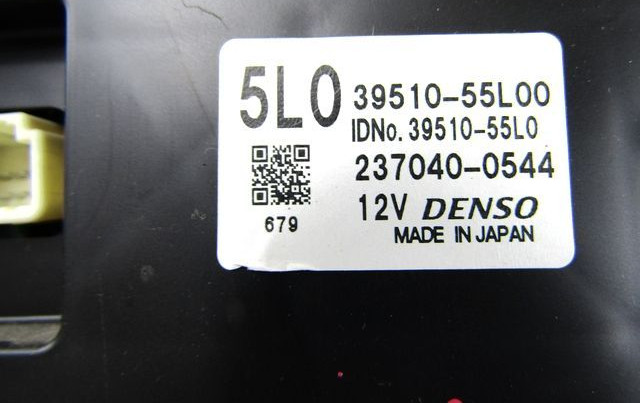 5L0 39510-55L00
IDNo. 39510-55L0
237040-0544
679
12V DENSO
MADE IN JAPAN